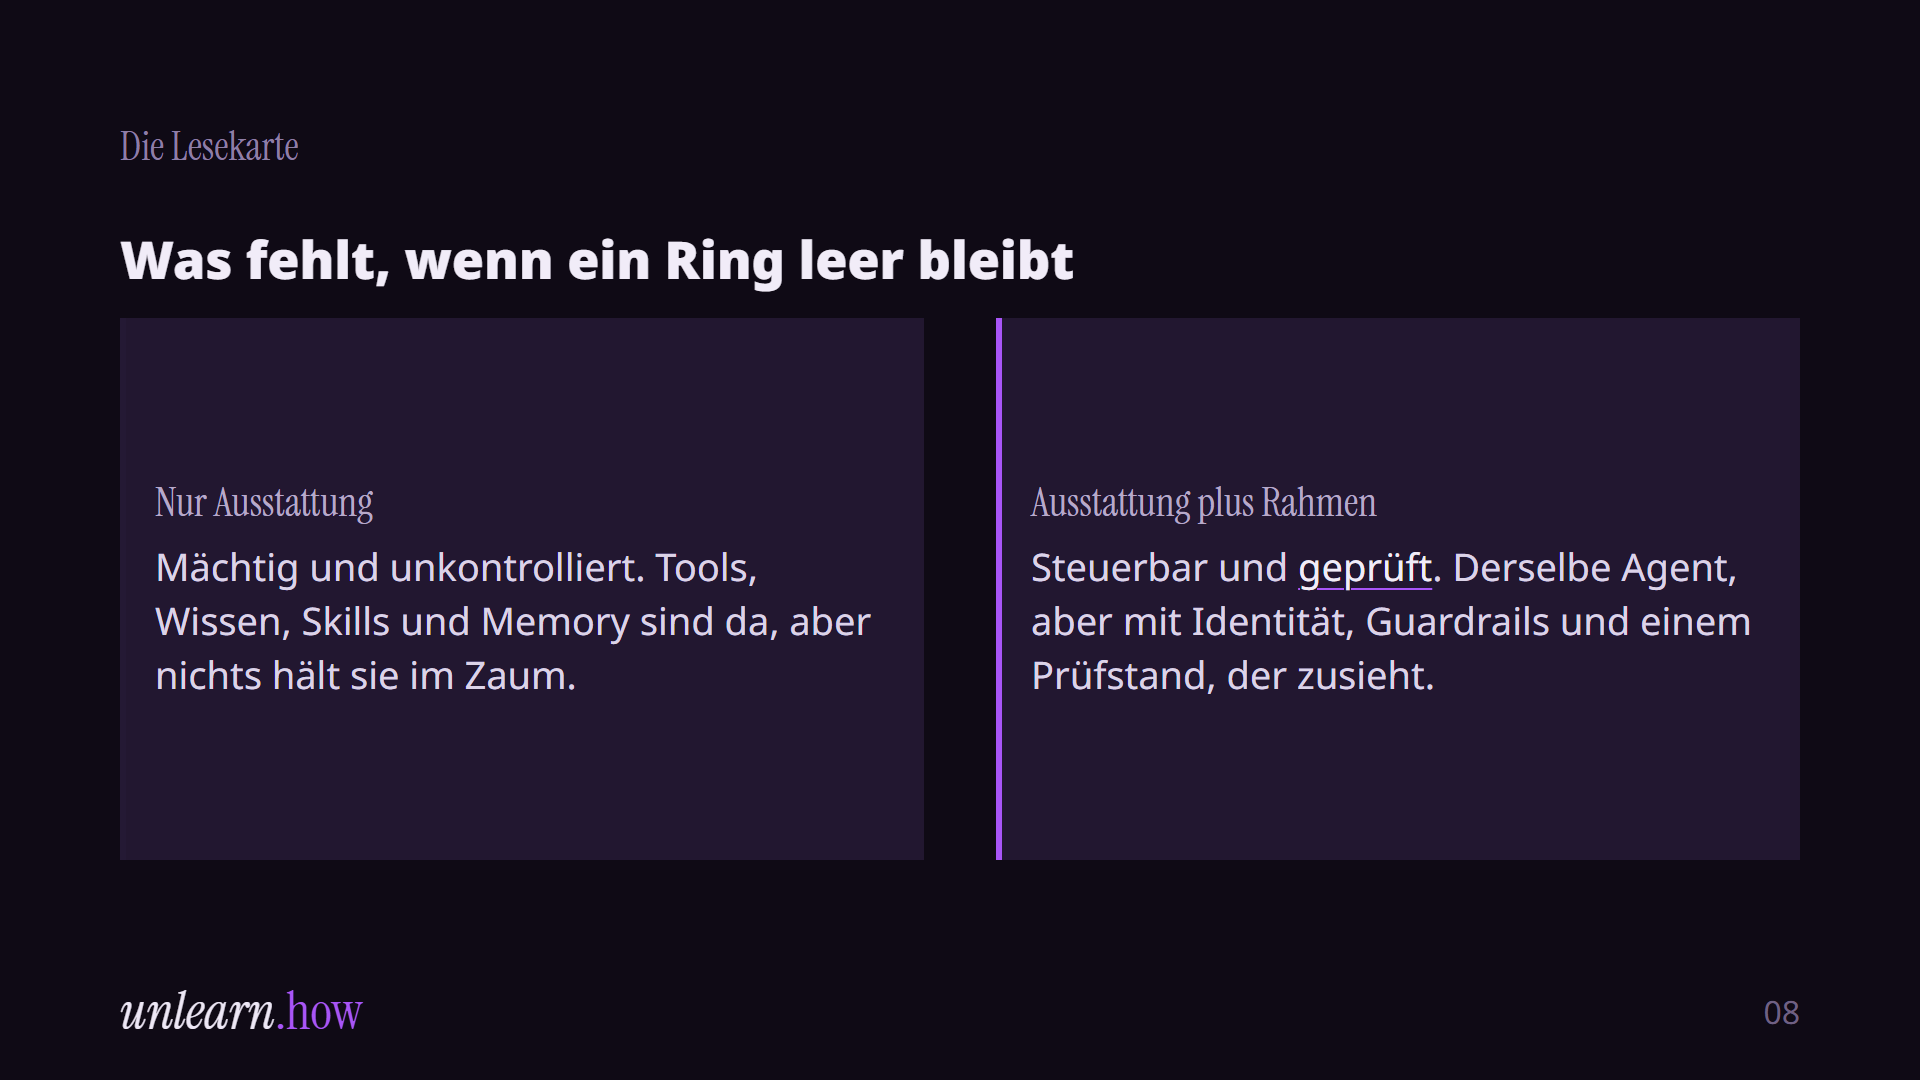 Die Lesekarte
Was fehlt, wenn ein Ring leer bleibt
Nur Ausstattung
Mächtig und unkontrolliert. Tools,
Wissen, Skills und Memory sind da, aber
nichts hält sie im Zaum.
Ausstattung plus Rahmen
Steuerbar und geprüft. Derselbe Agent,
aber mit Identität, Guardrails und einem
Prüfstand, der zusieht.
unlearn.how
08